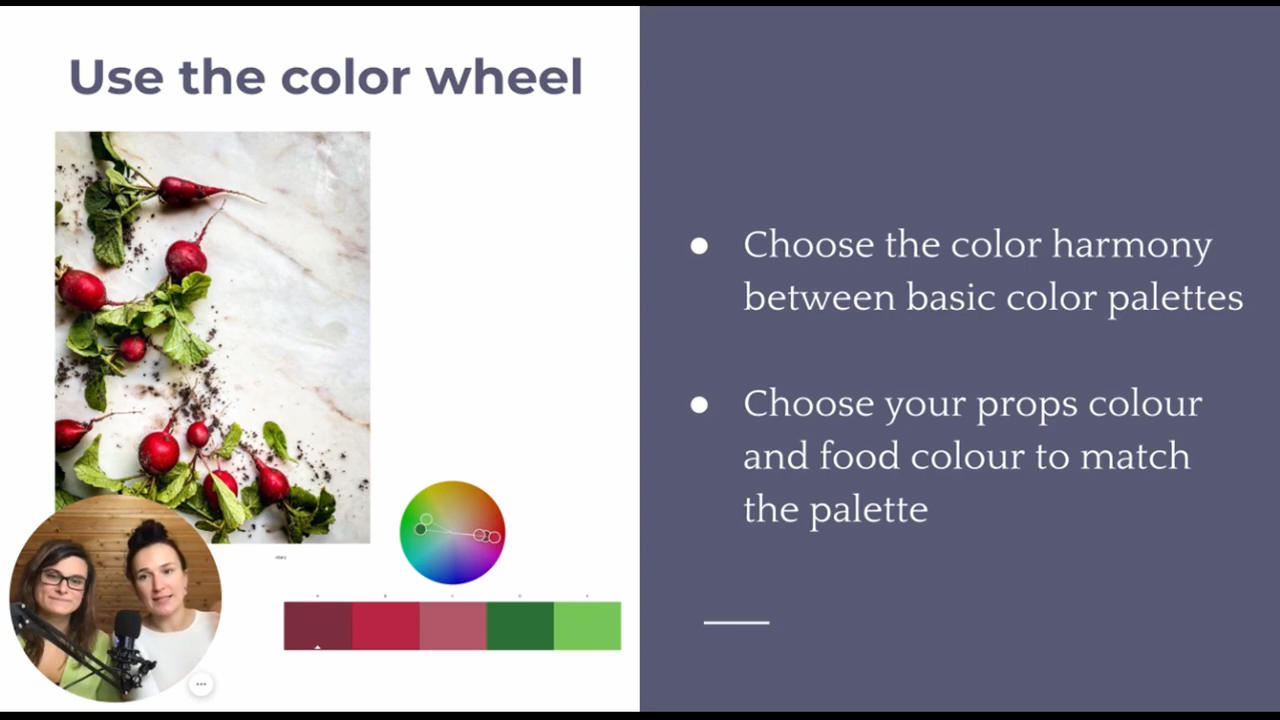 Use the color wheel
● Choose the color harmony
between basic color palettes
● Choose your props colour
and food colour to match
the palette